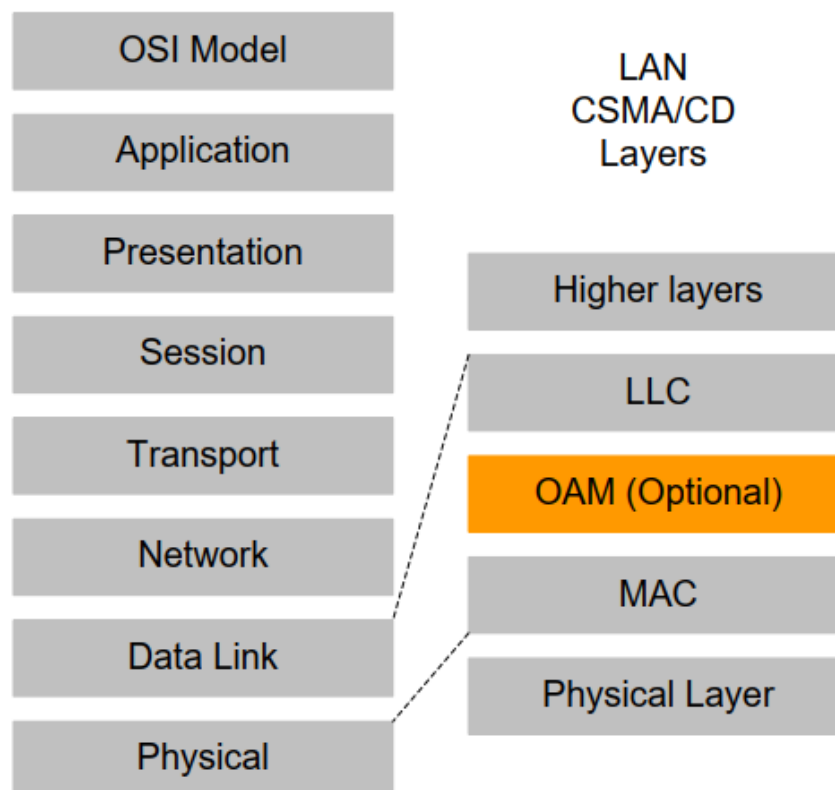 OSI Model
Application
Presentation
Session
Transport
Network
Data Link
Physical
LAN
CSMA/CD
Layers
Higher layers
LLC
OAM (Optional)
MAC
Physical Layer